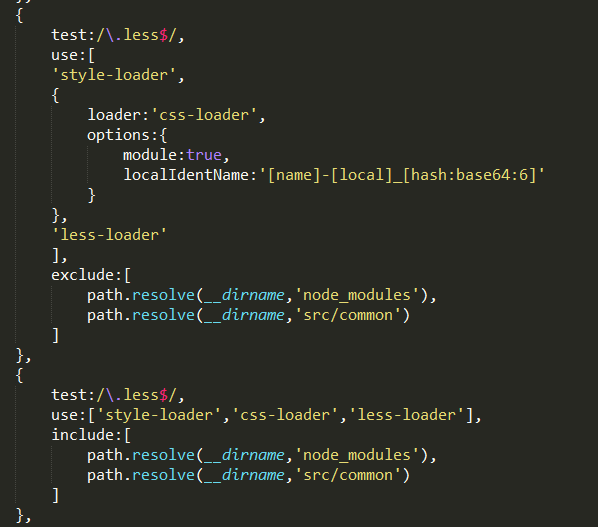 },
{
    test:/\.less$/,
    use:[
    'style-loader',
    {
        loader:'css-loader',
        options:{
            module:true,
            localIdentName:'[name]-[local]_[hash:base64:6]'
        }
    },
    'less-loader'
    ],
    exclude:[
        path.resolve(__dirname,'node_modules'),
        path.resolve(__dirname,'src/common')
    ]
},
{
    test:/\.less$/,
    use:['style-loader','css-loader','less-loader'],
    include:[
        path.resolve(__dirname,'node_modules'),
        path.resolve(__dirname,'src/common')
    ]
},